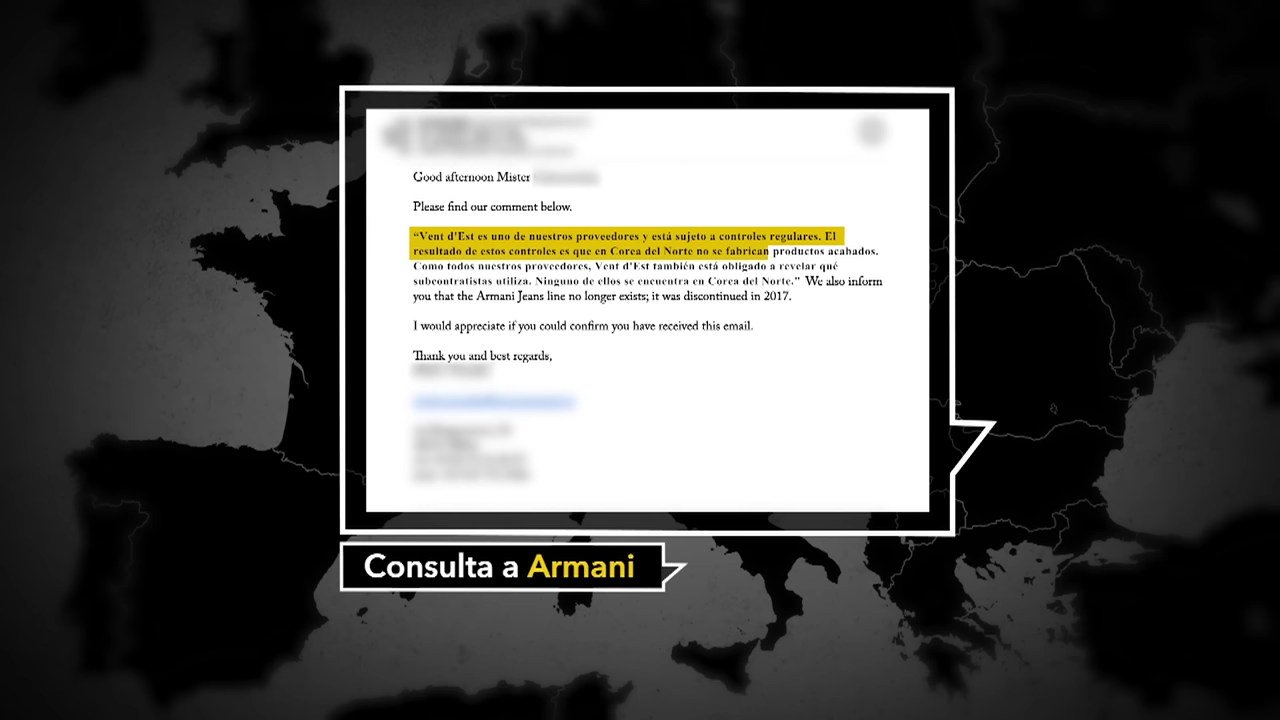 Good afternoon Mister
Please find our comment below.
“Vent d'Est es uno de nuestros proveedores y está sujeto a controles regulares. El
resultado de estos controles es que en Corea del Norte no se fabrican productos acabados.
Como todos nuestros proveedores, Vent d'Est también está obligado a revelar qué
subcontratistas utiliza. Ninguno de ellos se encuentra en Corea del Norte.” We also inform
you that the Armani Jeans line no longer exists; it was discontinued in 2017.
I would appreciate if you could confirm you have received this email.
Thank you and best regards,
Consulta a Armani